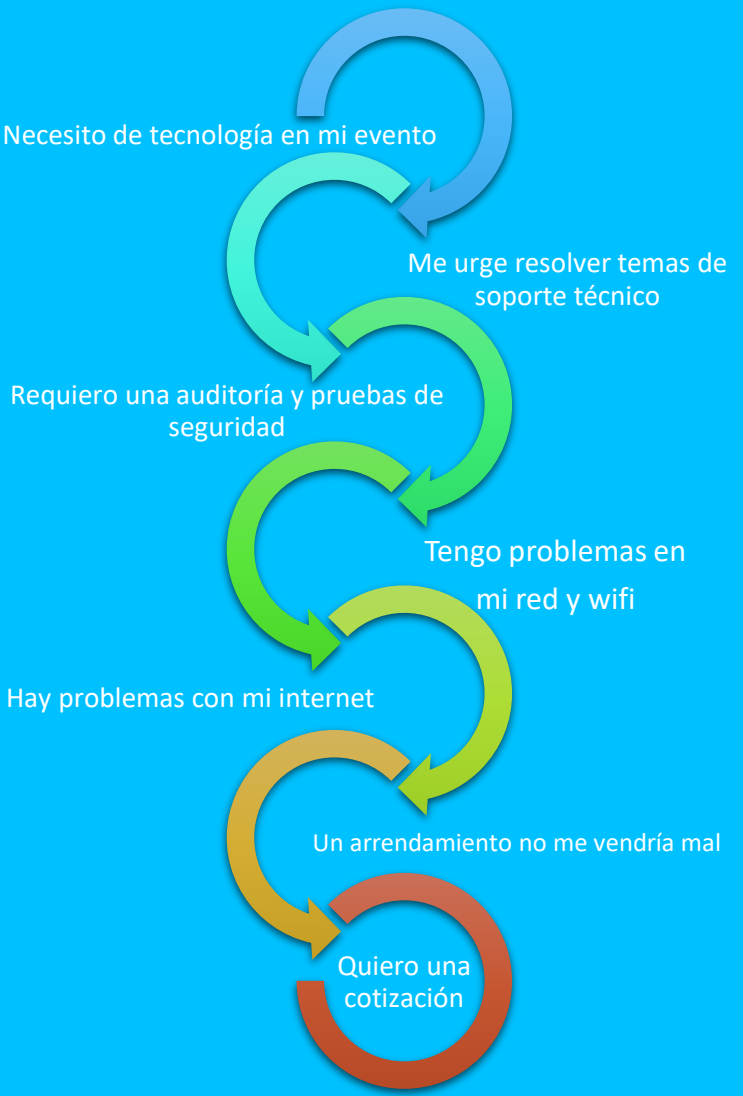 Necesito de tecnología en mi evento
Me urge resolver temas de
soporte técnico
Requiero una auditoría y pruebas de
seguridad
Tengo problemas en
mi red y wifi
Hay problemas con mi internet
Un arrendamiento no me vendría mal
Quiero una
cotización